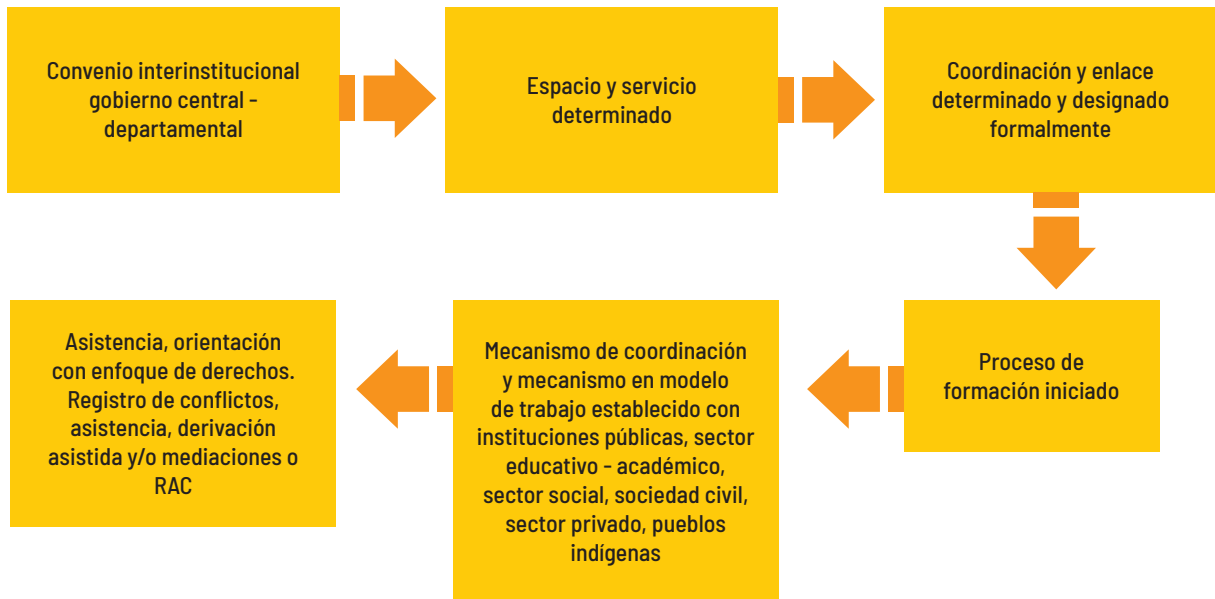 Convenio interinstitucional
gobierno central -
departamental
Espacio y servicio
determinado
Coordinación y enlace
determinado y designado
formalmente
Proceso de
formación iniciado
Mecanismo de coordinación
y mecanismo en modelo
de trabajo establecido con
instituciones públicas, sector
educativo - académico,
sector social, sociedad civil,
sector privado, pueblos
indígenas
Asistencia, orientación
con enfoque de derechos.
Registro de conflictos,
asistencia, derivación
asistida y/o mediaciones o
RAC